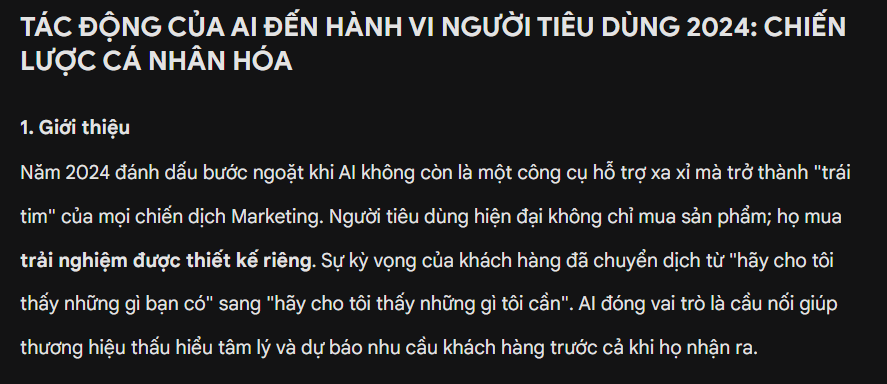 TÁC ĐỘNG CỦA AI ĐẾN HÀNH VI NGƯỜI TIÊU DÙNG 2024: CHIẾN
LƯỢC CÁ NHÂN HÓA
1. Giới thiệu
Năm 2024 đánh dấu bước ngoặt khi AI không còn là một công cụ hỗ trợ xa xỉ mà trở thành "trái
tim" của mọi chiến dịch Marketing. Người tiêu dùng hiện đại không chỉ mua sản phẩm; họ mua
trải nghiệm được thiết kế riêng. Sự kỳ vọng của khách hàng đã chuyển dịch từ "hãy cho tôi
thấy những gì bạn có" sang "hãy cho tôi thấy những gì tôi cần". AI đóng vai trò là cầu nối giúp
thương hiệu thấu hiểu tâm lý và dự báo nhu cầu khách hàng trước cả khi họ nhận ra.